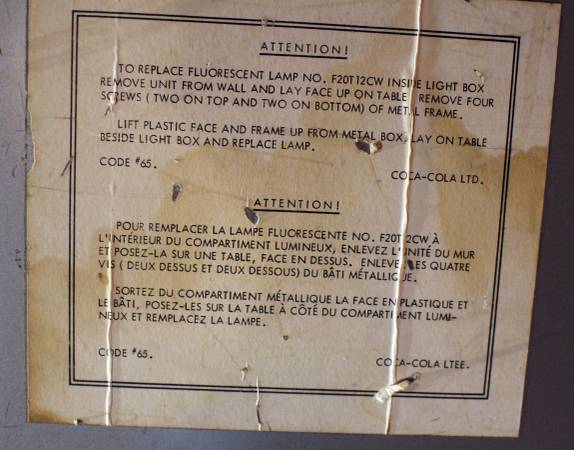 ATTENTION!
TO REPLACE FLUORESCENT LAMP NO. F20T12CW INSIDE LIGHT BOX
REMOVE UNIT FROM WALL AND LAY FACE UP ON TABLE. REMOVE FOUR
SCREWS ( TWO ON TOP AND TWO ON BOTTOM) OF METAL FRAME.
LIFT PLASTIC FACE AND FRAME UP FROM METAL BOX, LAY ON TABLE
BESIDE LIGHT BOX AND REPLACE LAMP.
CODE #65.
COCA-COLA LTD.
ATTENTION!
POUR REMPLACER LA LAMPE FLUORESCENTE NO. F20T12CW À
L'INTÉRIEUR DU COMPARTIMENT LUMINEUX, ENLEVEZ L'UNITÉ DU MUR
ET POSEZ-LA SUR UNE TABLE, FACE EN DESSUS. ENLEVEZ LES QUATRE
VIS ( DEUX DESSUS ET DEUX DESSOUS) DU BÂTI MÉTALLIQUE.
SORTEZ DU COMPARTIMENT MÉTALLIQUE LA FACE EN PLASTIQUE ET
LE BÂTI, POSEZ-LES SUR LA TABLE À CÔTÉ DU COMPARTIMENT LUMI-
NEUX ET REMPLACEZ LA LAMPE.
CODE #65.
COCA-COLA LTEE.